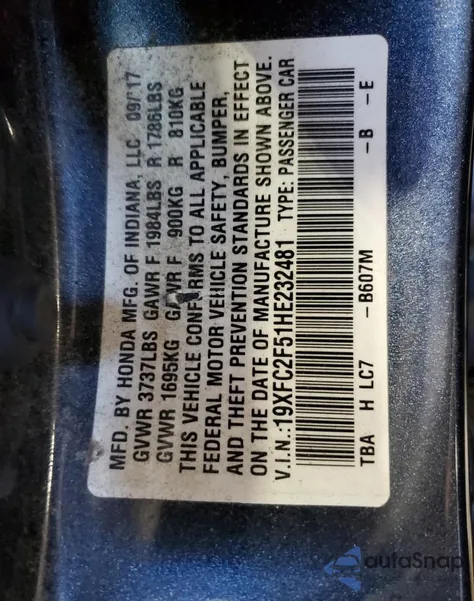 MFD. BY HONDA MFG. OF INDIANA, LLC 09/17
GVWR 3737LBS GAWR F 1984LBS R 1786LBS
GVWR 1695KG GAWR F 900KG R 810KG
THIS VEHICLE CONFORMS TO ALL APPLICABLE
FEDERAL MOTOR VEHICLE SAFETY, BUMPER,
AND THEFT PREVENTION STANDARDS IN EFFECT
ON THE DATE OF MANUFACTURE SHOWN ABOVE.
V.I.N.:19XFC2F51HE232481 TYPE: PASSENGER CAR
TBA H LC7 -B607M -B -E
autoSnap